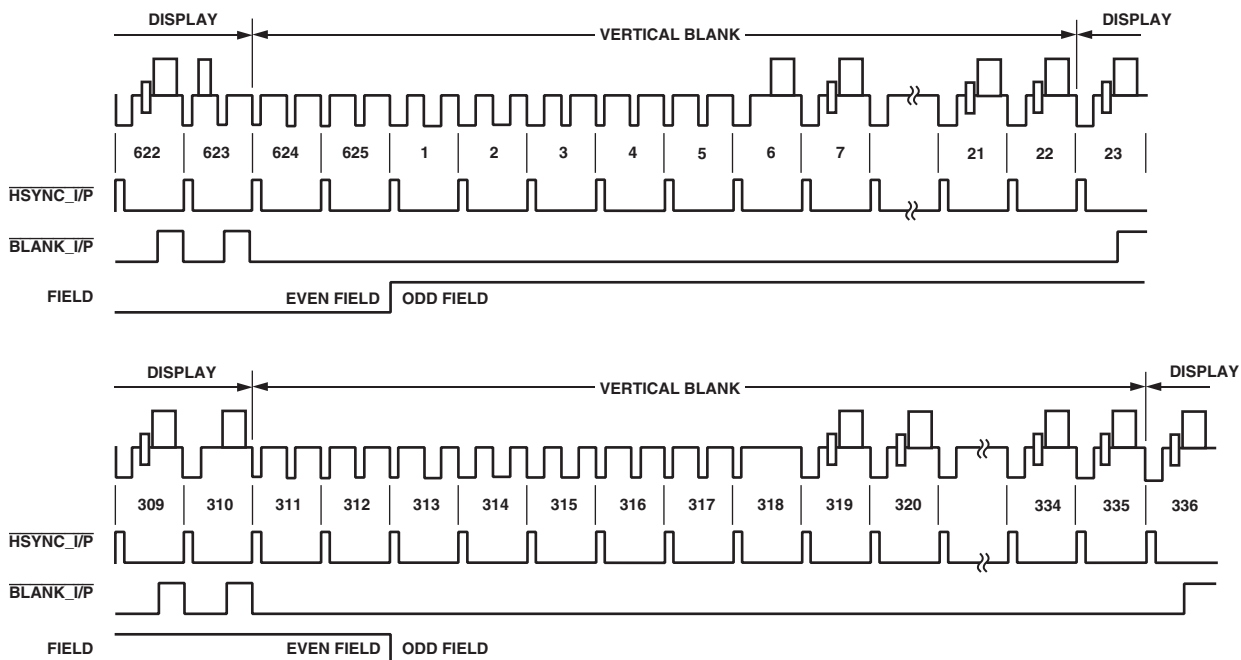 DISPLAY VERTICAL BLANK DISPLAY
622 623 624 625 1 2 3 4 5 6 7 21 22 23
HSYNC_I/P
BLANK_I/P
FIELD EVEN FIELD ODD FIELD
DISPLAY VERTICAL BLANK DISPLAY
309 310 311 312 313 314 315 316 317 318 319 320 334 335 336
HSYNC_I/P
BLANK_I/P
FIELD EVEN FIELD ODD FIELD